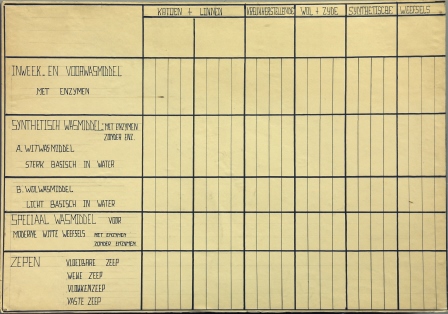 KATOEN + LINNEN
WOL + ZYDE
SYNTHETISCHE WEEFSELS
INWEEK- EN VOORWASMIDDEL
MET ENZYMEN
SYNTHETISCH WASMIDDEL: MET ENZYMEN
ZONDER ENZ.
A. WITWASMIDDEL
STERK BASISCH IN WATER
B. WOLWASMIDDEL
LICHT BASISCH IN WATER
SPECIAAL WASMIDDEL VOOR
MODERNE WITTE WEEFSELS MET ENZYMEN
ZONDER ENZYMEN
ZEPEN VLOEIBARE ZEEP
WEKE ZEEP
VLOKKENZEEP
VASTE ZEEP